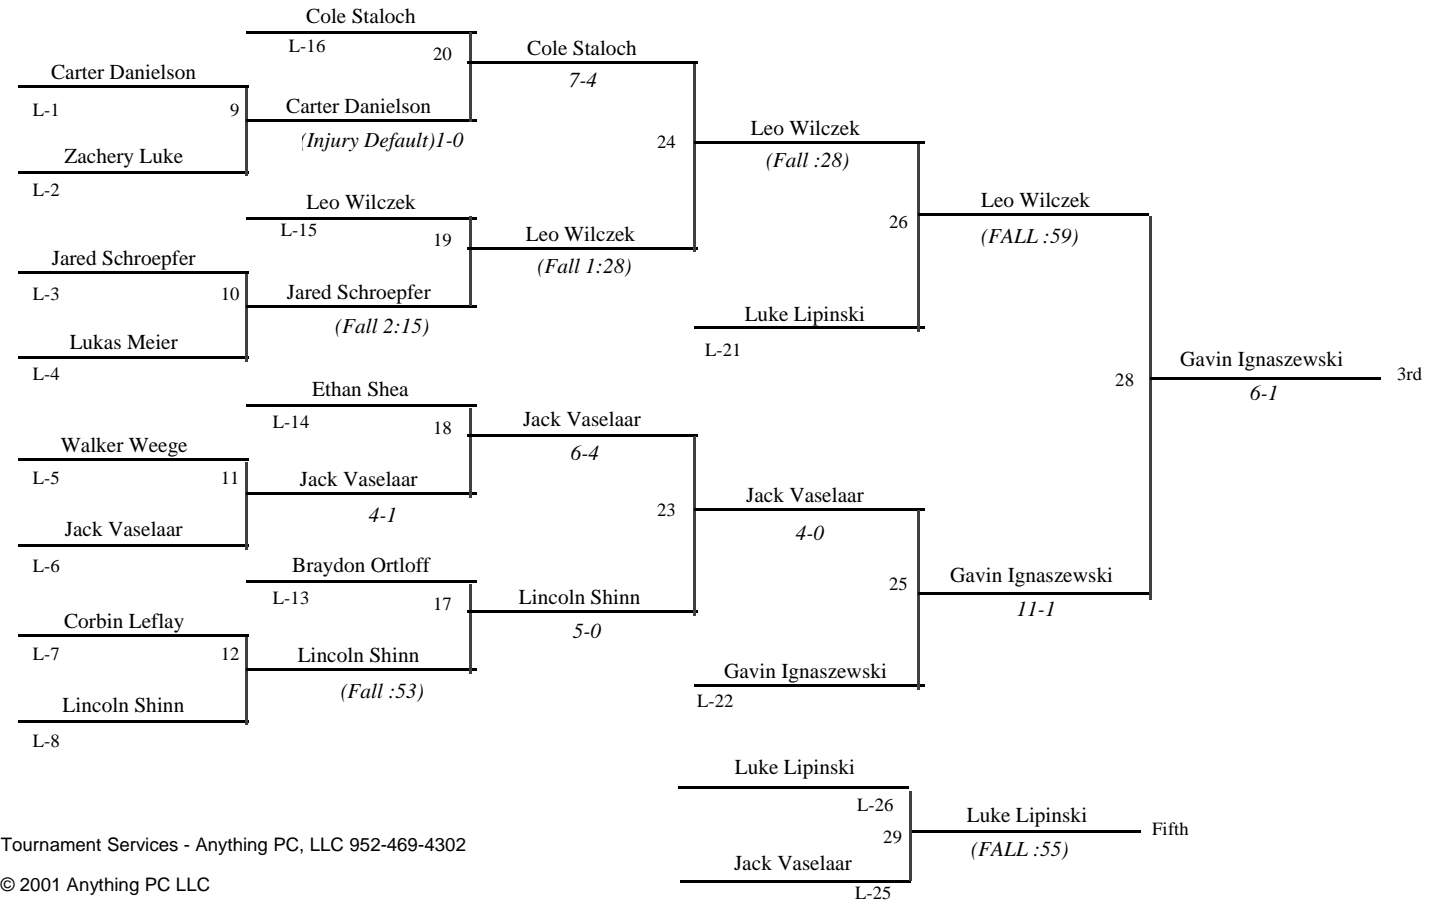 Cole Staloch
L-16
20
Cole Staloch
7-4
Carter Danielson
L-1
9
Carter Danielson
(Injury Default)1-0
Zachery Luke
L-2
24
Leo Wilczek
(Fall :28)
Leo Wilczek
L-15
19
Leo Wilczek
(Fall 1:28)
26
Leo Wilczek
(FALL :59)
Jared Schroepfer
L-3
10
Jared Schroepfer
(Fall 2:15)
Lukas Meier
L-4
Luke Lipinski
L-21
28
Gavin Ignaszewski
6-1
3rd
Ethan Shea
L-14
18
Jack Vaselaar
6-4
Walker Weege
L-5
11
Jack Vaselaar
4-1
Jack Vaselaar
L-6
23
Jack Vaselaar
4-0
Braydon Ortloff
L-13
17
Lincoln Shinn
5-0
25
Gavin Ignaszewski
11-1
Corbin Leflay
L-7
12
Lincoln Shinn
(Fall :53)
Lincoln Shinn
L-8
Gavin Ignaszewski
L-22
Luke Lipinski
L-26
29
Luke Lipinski
(FALL :55)
Fifth
Jack Vaselaar
L-25
Tournament Services - Anything PC, LLC 952-469-4302
© 2001 Anything PC LLC